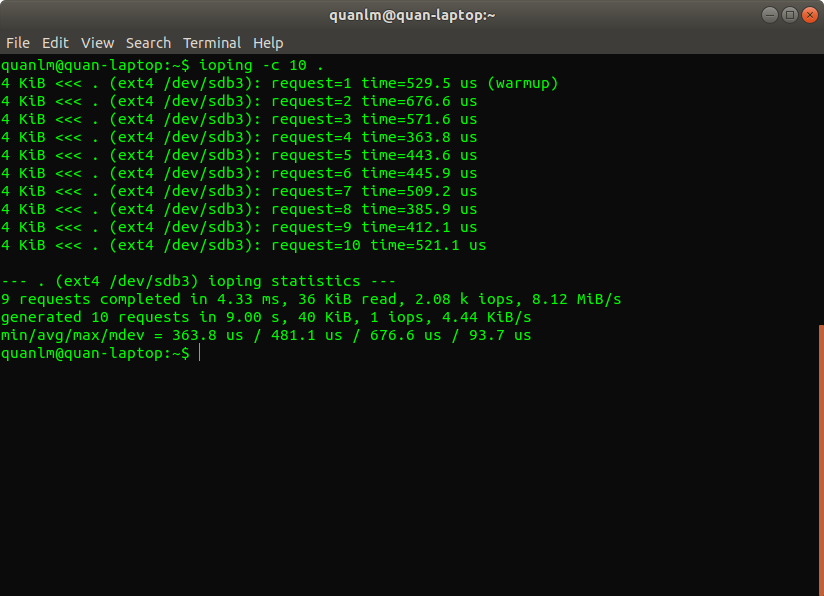 quanlm@quan-laptop:~
File Edit View Search Terminal Help
quanlm@quan-laptop:~$ ioping -c 10 .
4 KiB <<< . (ext4 /dev/sdb3): request=1 time=529.5 us (warmup)
4 KiB <<< . (ext4 /dev/sdb3): request=2 time=676.6 us
4 KiB <<< . (ext4 /dev/sdb3): request=3 time=571.6 us
4 KiB <<< . (ext4 /dev/sdb3): request=4 time=363.8 us
4 KiB <<< . (ext4 /dev/sdb3): request=5 time=443.6 us
4 KiB <<< . (ext4 /dev/sdb3): request=6 time=445.9 us
4 KiB <<< . (ext4 /dev/sdb3): request=7 time=509.2 us
4 KiB <<< . (ext4 /dev/sdb3): request=8 time=385.9 us
4 KiB <<< . (ext4 /dev/sdb3): request=9 time=412.1 us
4 KiB <<< . (ext4 /dev/sdb3): request=10 time=521.1 us
--- . (ext4 /dev/sdb3) ioping statistics ---
9 requests completed in 4.33 ms, 36 KiB read, 2.08 k iops, 8.12 MiB/s
generated 10 requests in 9.00 s, 40 KiB, 1 iops, 4.44 KiB/s
min/avg/max/mdev = 363.8 us / 481.1 us / 676.6 us / 93.7 us
quanlm@quan-laptop:~$